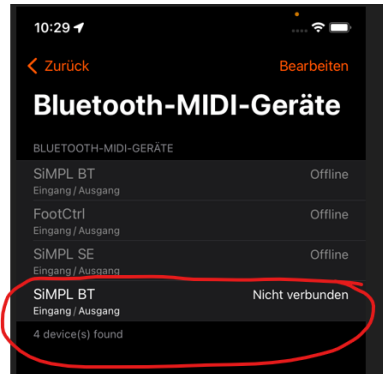 10:29
Zurück
Bearbeiten
Bluetooth-MIDI-Geräte
BLUETOOTH-MIDI-GERÄTE
SiMPL BT
Offline
Eingang / Ausgang
FootCtrl
Offline
Eingang / Ausgang
SiMPL SE
Offline
Eingang / Ausgang
SiMPL BT
Nicht verbunden
Eingang / Ausgang
4 device(s) found